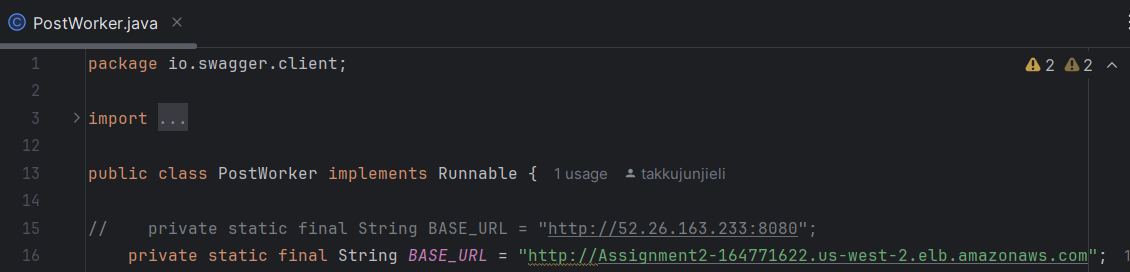 PostWorker.java
1 package io.swagger.client; 2 2
2
3 import ...
12
13 public class PostWorker implements Runnable { 1 usage takkujunjieli
14
15 // private static final String BASE_URL = "http://52.26.163.233:8080";
16 private static final String BASE_URL = "http://Assignment2-164771622.us-west-2.elb.amazonaws.com"; 1